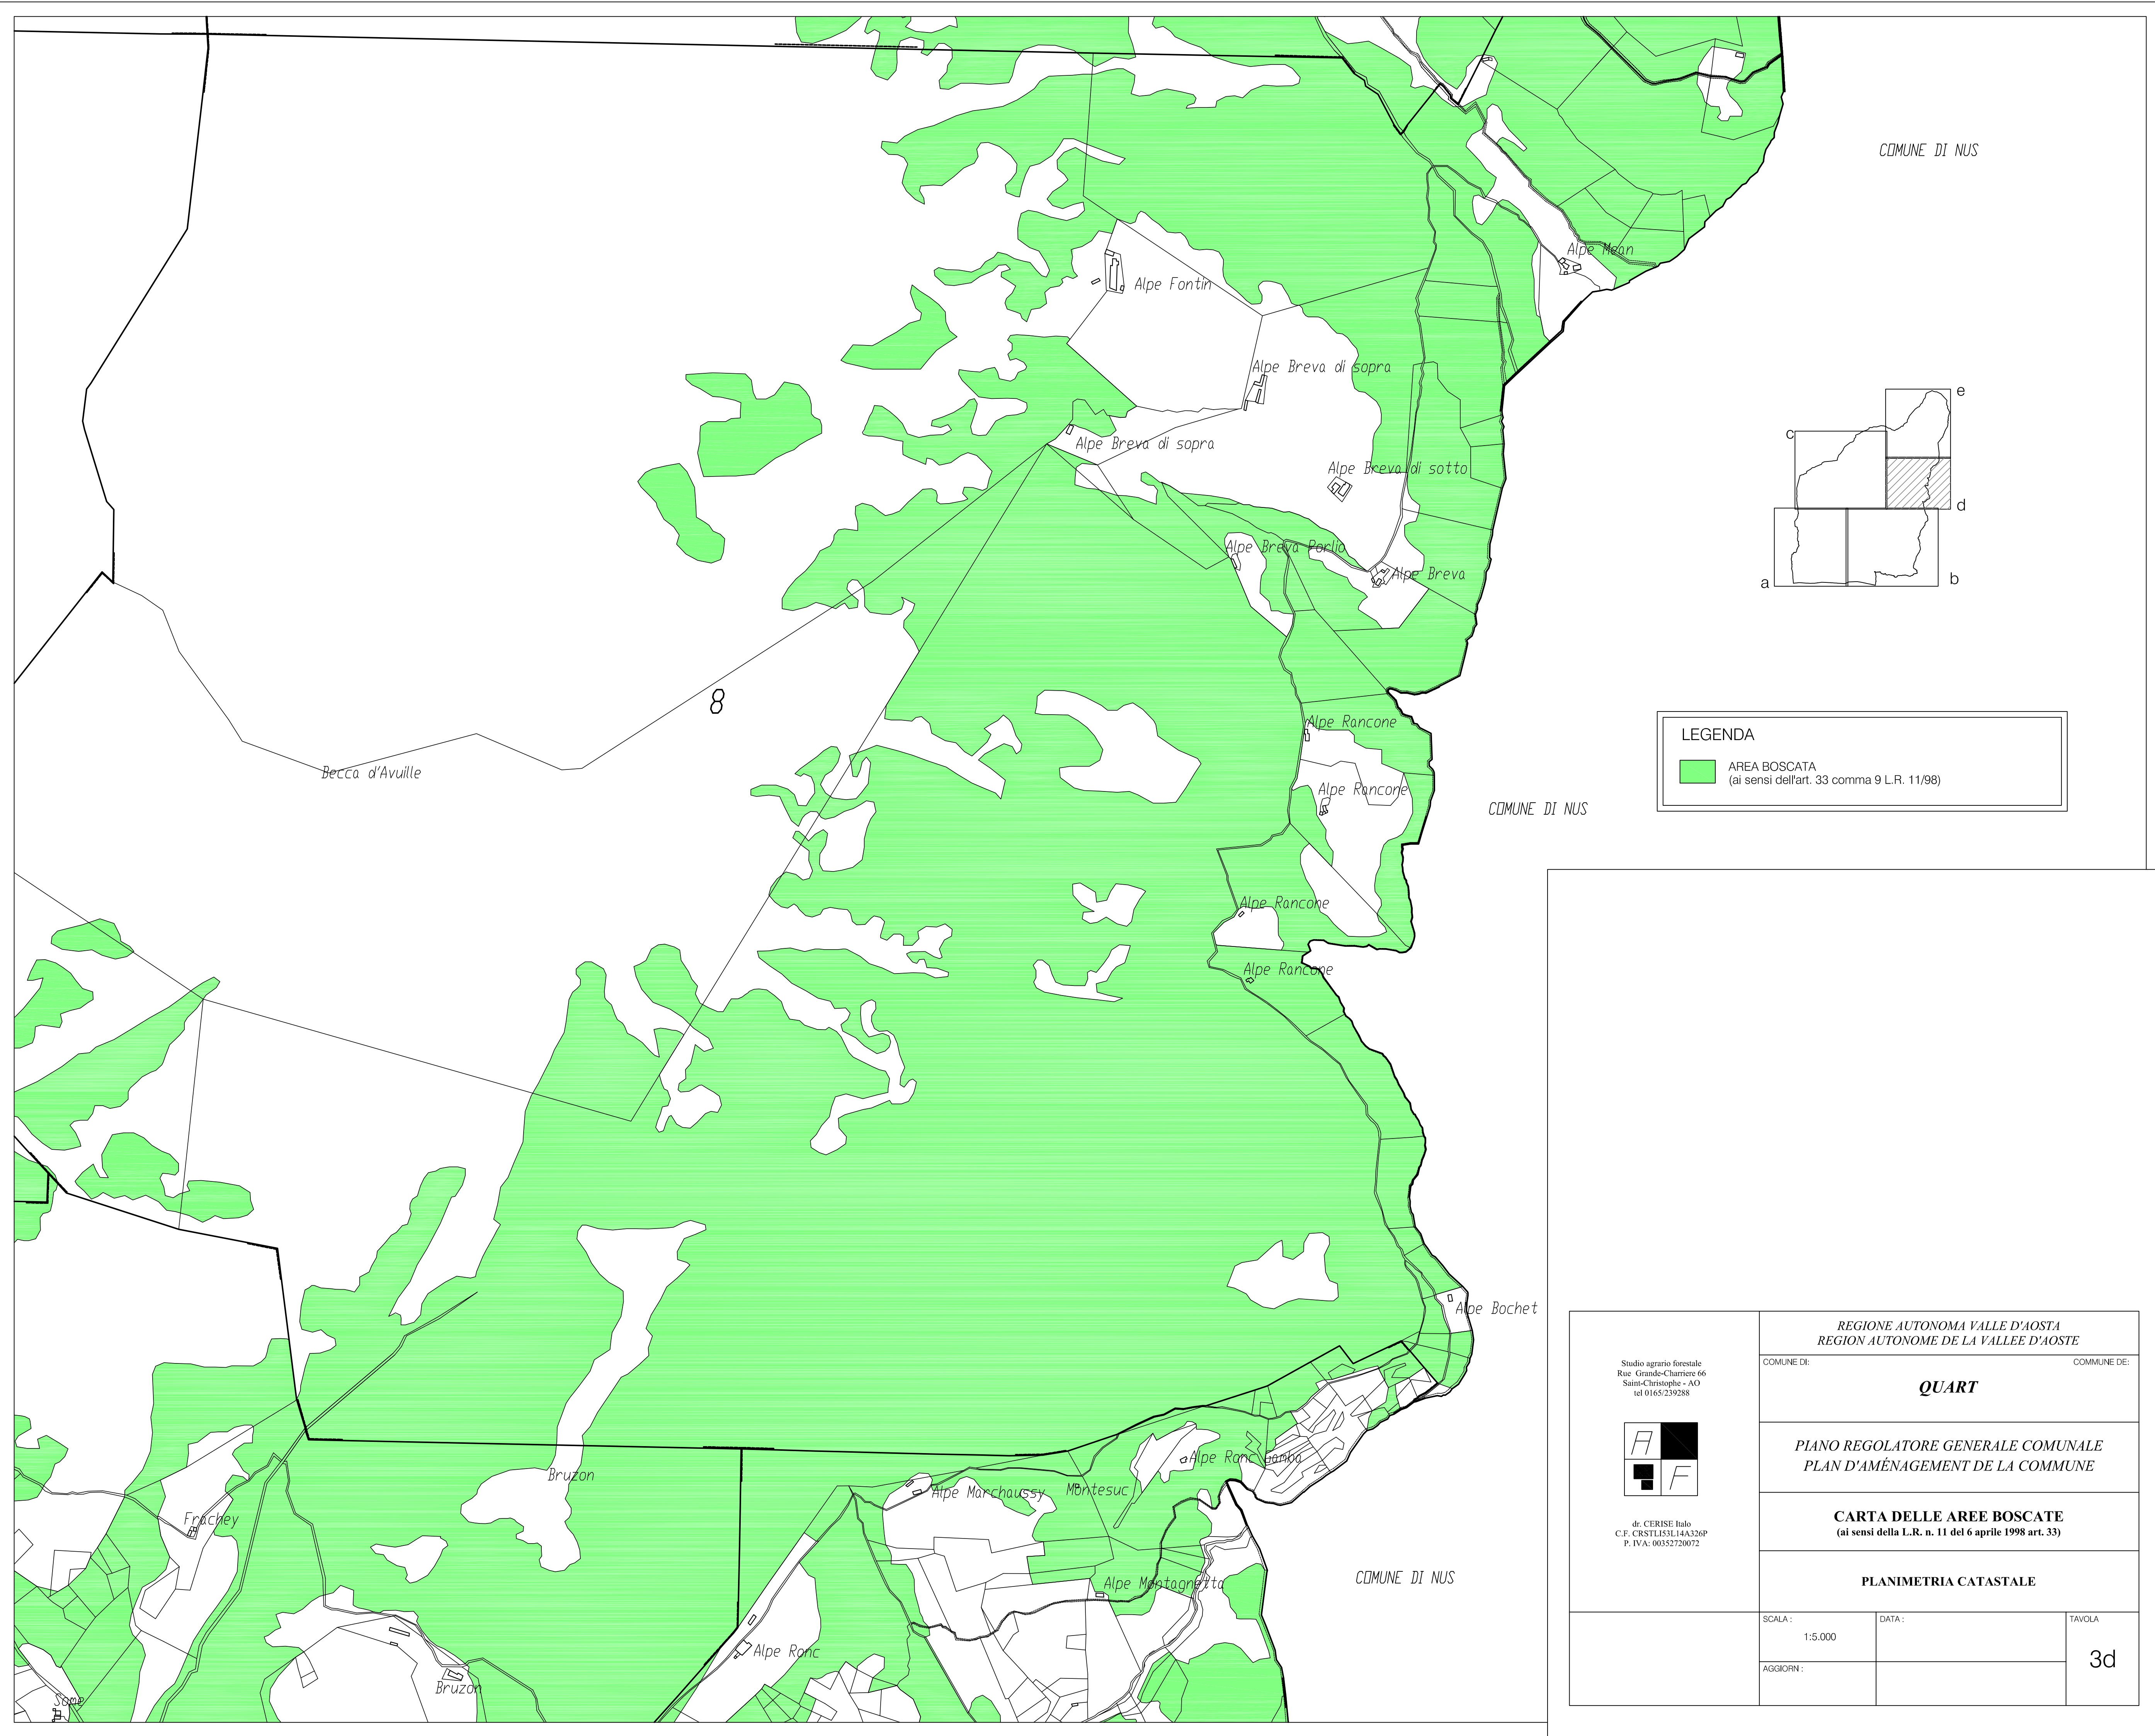 COMUNE DI NUS
Alpe Mean
Alpe Fontin
Alpe Breva di sopra
e
c
Alpe Breva di sopra
Alpe Breva di sotto
d
Alpe Breva Porlio
Alpe Breva
a
b
8
Alpe Rancone
LEGENDA
Becca d'Avuille
AREA BOSCATA
(ai sensi dell'art. 33 comma 9 L.R. 11/98)
Alpe Rancone
COMUNE DI NUS
Alpe Rancone
Alpe Rancone
Alpe Bochet
Bruzon
Alpe Ronc Gamba
Alpe Marchaussy
Montesuc
Frachey
COMUNE DI NUS
Alpe Montagnetta
Alpe Ronc
Bruzon
Some
Studio agrario forestale
Rue Grande-Charriere 66
Saint-Christophe - AO
tel 0165/239288
A
F
dr. CERISE Italo
C.F. CRSTLI53L14A326P
P. IVA: 00352720072
REGIONE AUTONOMA VALLE D'AOSTA
REGION AUTONOME DE LA VALLEE D'AOSTE
COMUNE DI: COMMUNE DE:
QUART
PIANO REGOLATORE GENERALE COMUNALE
PLAN D'AMÉNAGEMENT DE LA COMMUNE
CARTA DELLE AREE BOSCATE
(ai sensi della L.R. n. 11 del 6 aprile 1998 art. 33)
PLANIMETRIA CATASTALE
SCALA : DATA : TAVOLA
1:5.000
3d
AGGIORN :